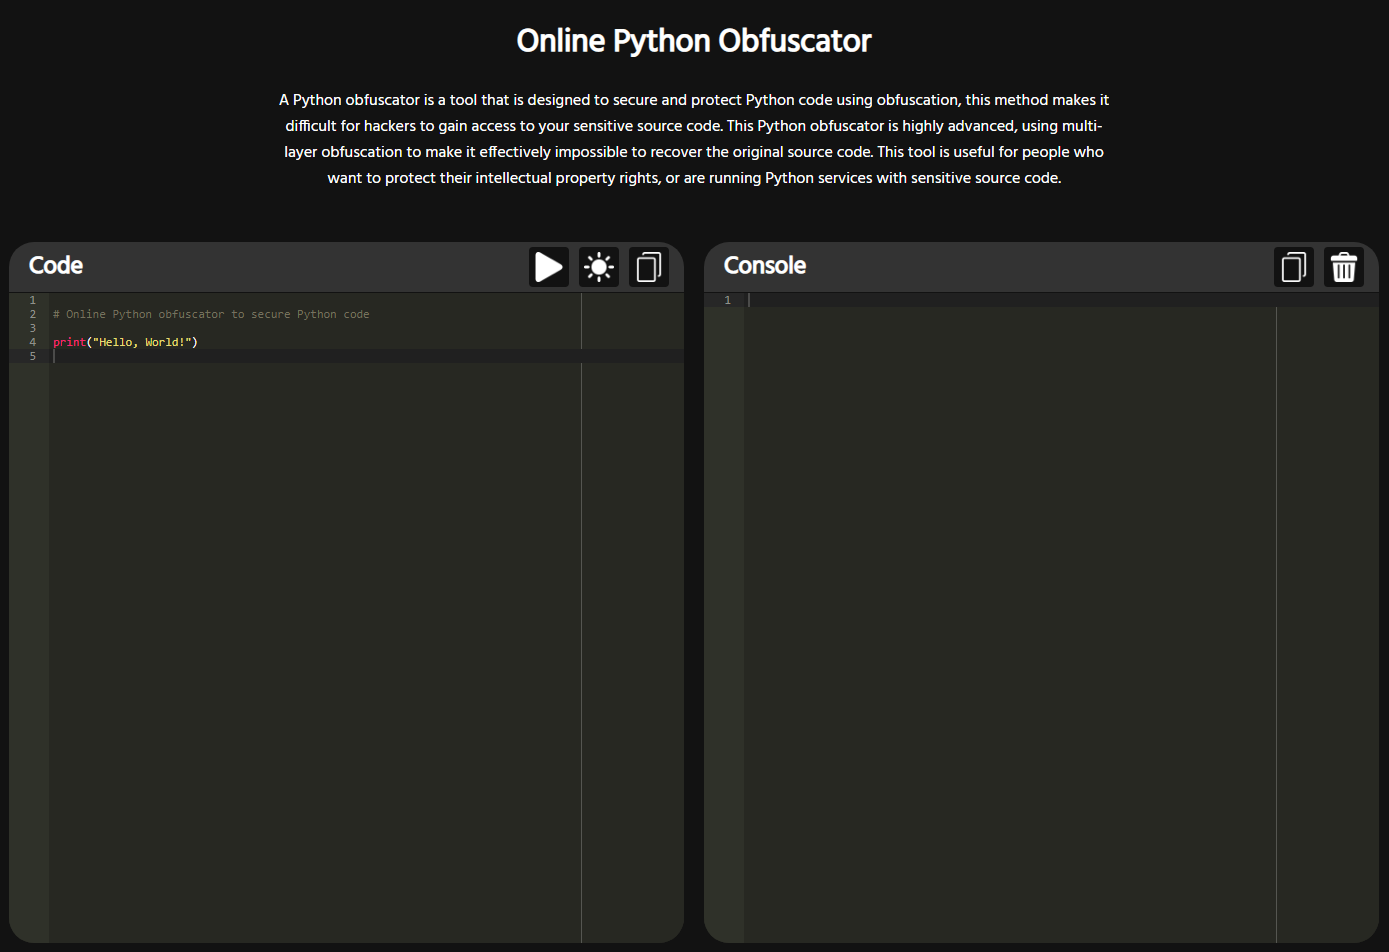 Online Python Obfuscator
A Python obfuscator is a tool that is designed to secure and protect Python code using obfuscation, this method makes it
difficult for hackers to gain access to your sensitive source code. This Python obfuscator is highly advanced, using multi-
layer obfuscation to make it effectively impossible to recover the original source code. This tool is useful for people who
want to protect their intellectual property rights, or are running Python services with sensitive source code.
Code
1
2 # Online Python obfuscator to secure Python code
3
4 print("Hello, World!")
5
Console
1